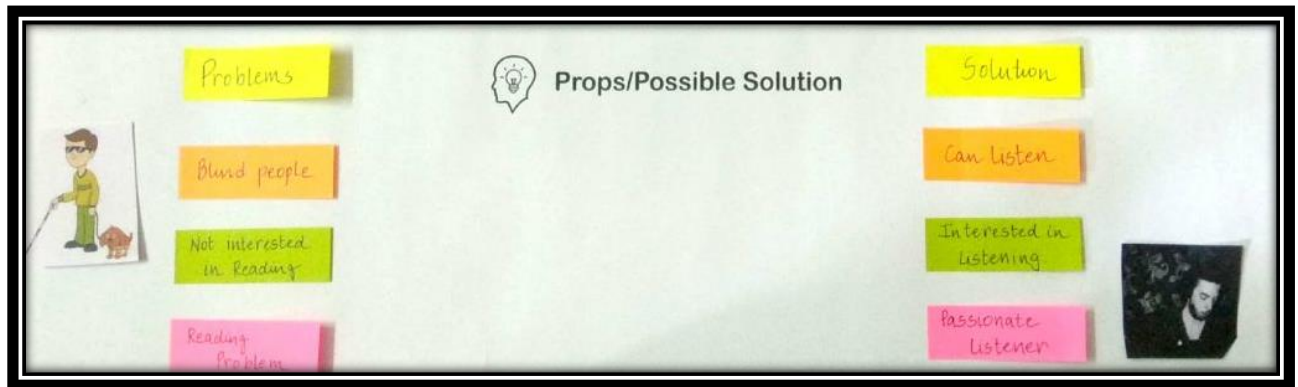 Problems
Props/Possible Solution
Solution
Blind people
Can Listen
Not interested
in Reading
Interested in
Listening
Reading
Problem
Passionate
Listener